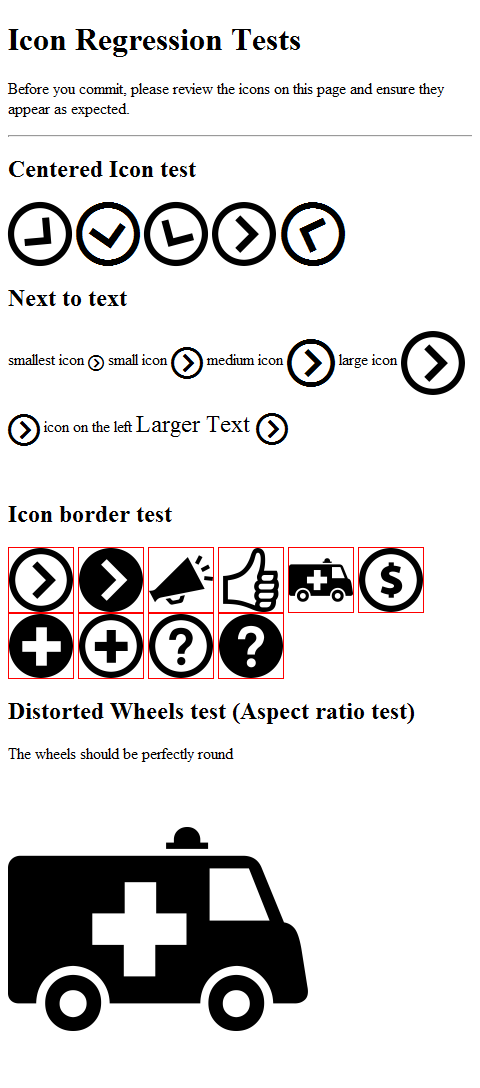 Icon Regression Tests
Before you commit, please review the icons on this page and ensure they
appear as expected.
Centered Icon test
Next to text
smallest icon small icon medium icon large icon
icon on the left Larger Text
Icon border test
$
? ?
Distorted Wheels test (Aspect ratio test)
The wheels should be perfectly round